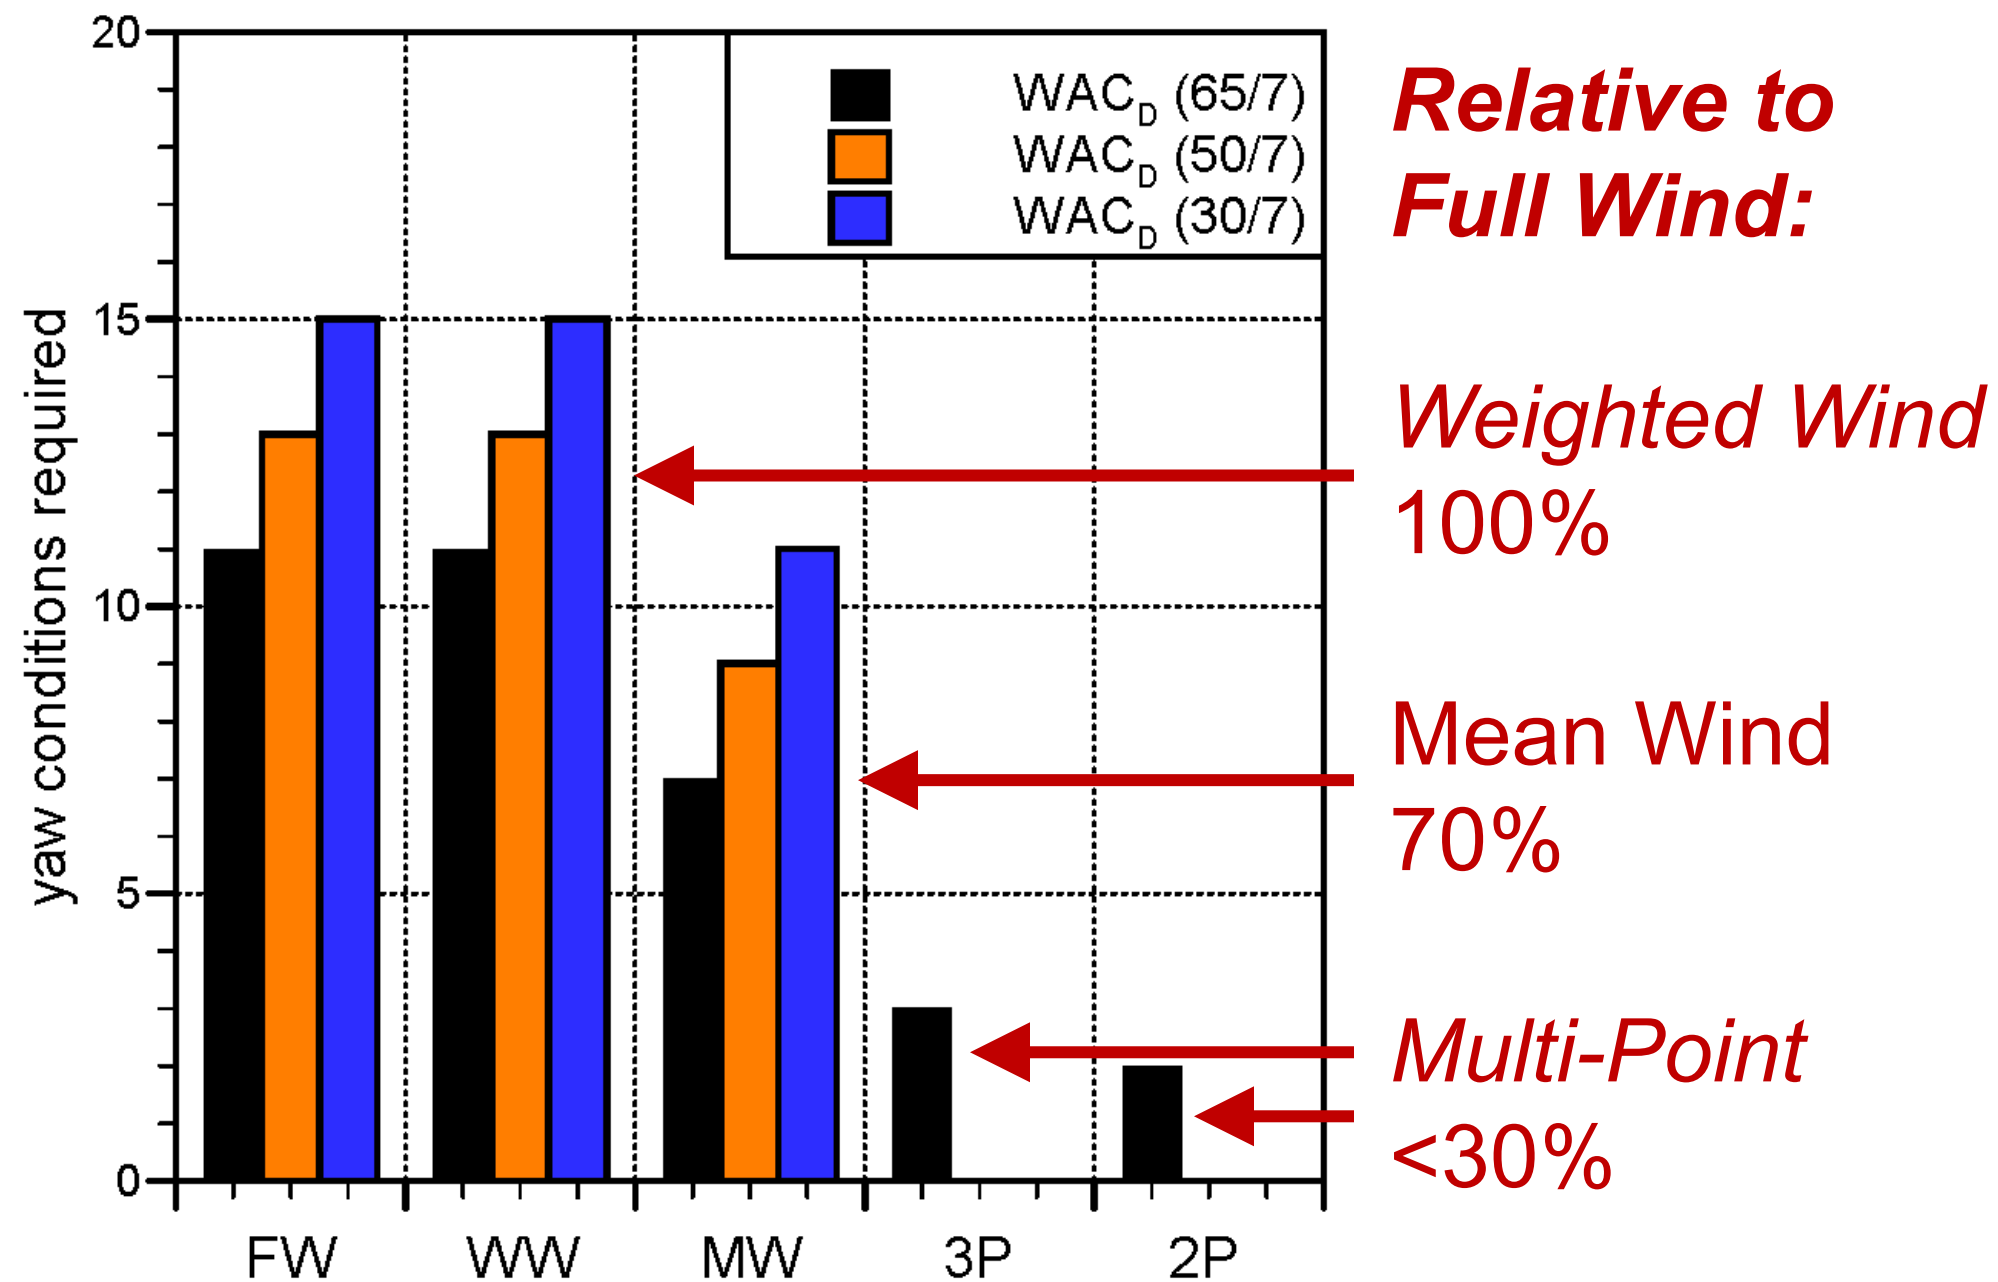 20
15
10
5
0
yaw conditions required
WACD (65/7)
WACD (50/7)
WACD (30/7)
FW
WW
MW
3P
2P
Relative to
Full Wind:
Weighted Wind
100%
Mean Wind
70%
Multi-Point
<30%